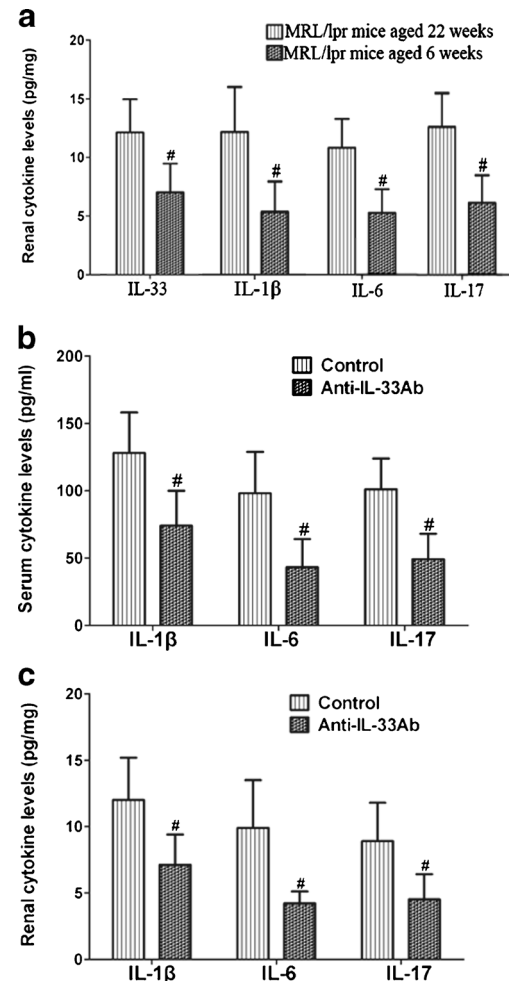 a
MRL/lpr mice aged 22 weeks
MRL/lpr mice aged 6 weeks
Renal cytokine levels (pg/mg)
20
15
10
5
0
# # # #
IL-33 IL-1β IL-6 IL-17
b
Control
Anti-IL-33Ab
Serum cytokine levels (pg/ml)
200
150
100
50
0
# # #
IL-1β IL-6 IL-17
c
Control
Anti-IL-33Ab
Renal cytokine levels (pg/mg)
20
15
10
5
0
# # #
IL-1β IL-6 IL-17